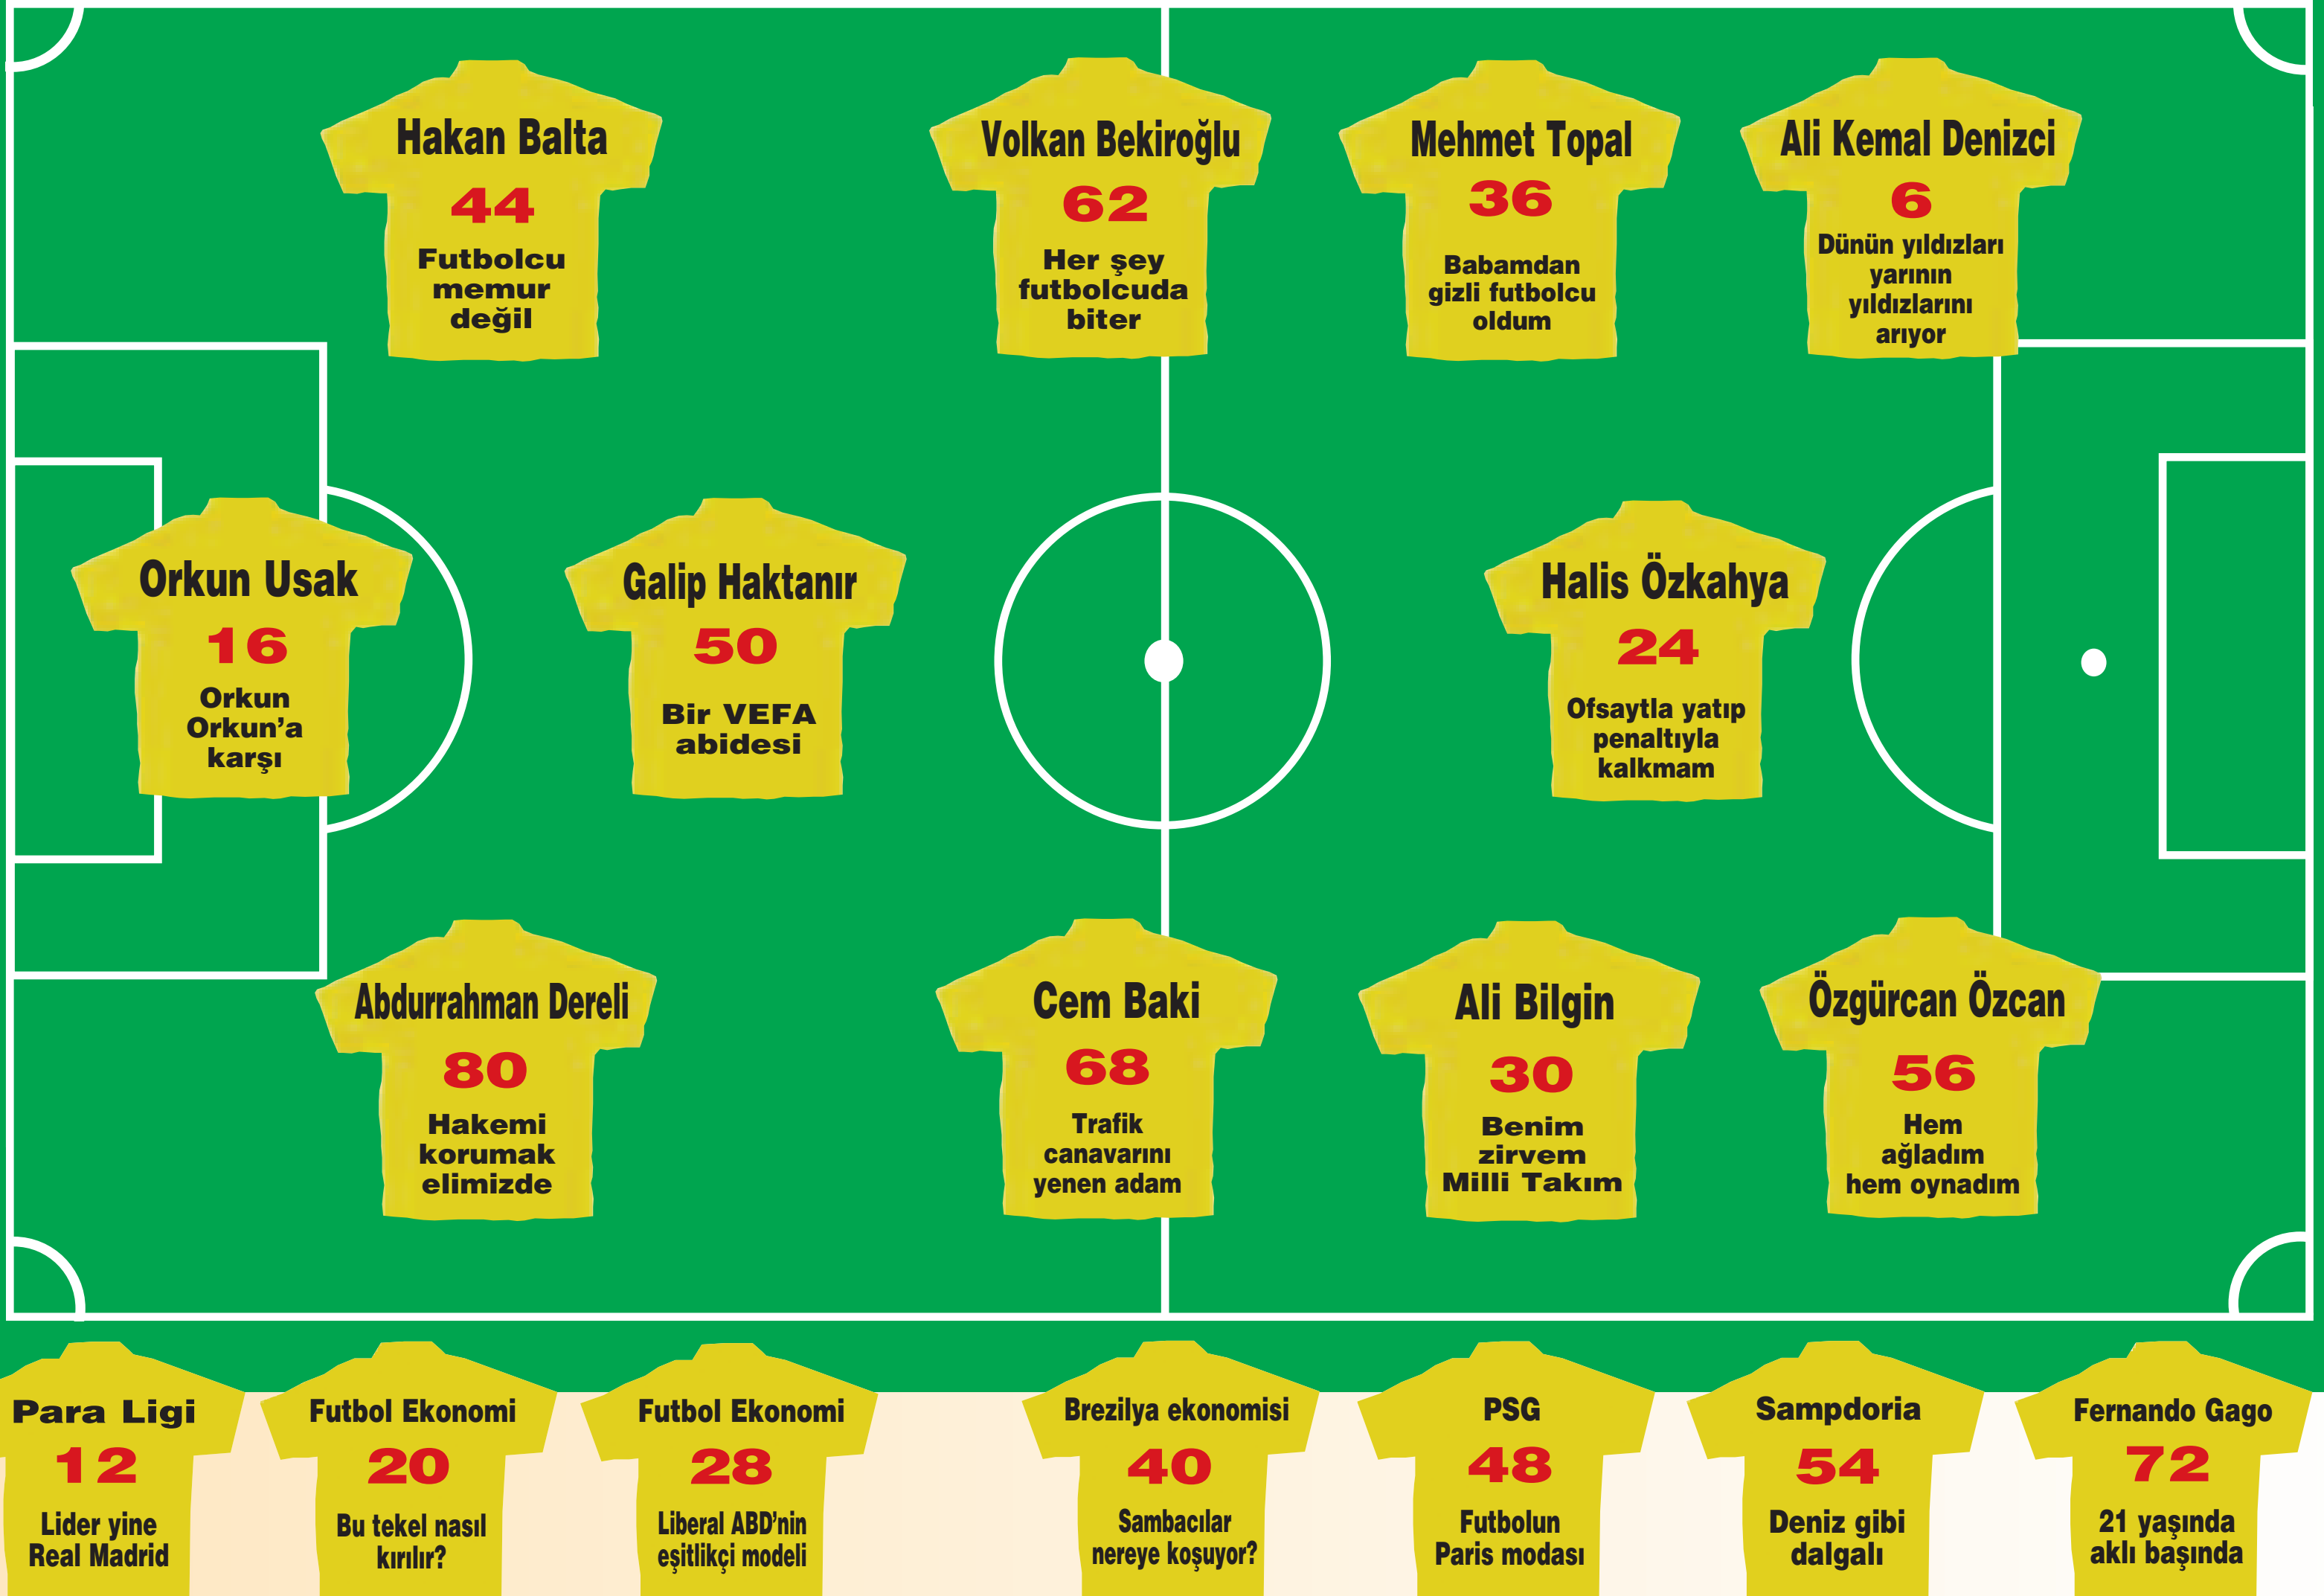 Hakan Balta
44
Futbolcu
memur
değil
Volkan Bekiroğlu
62
Her şey
futbolcuda
biter
Mehmet Topal
36
Babamdan
gizli futbolcu
oldum
Ali Kemal Denizci
6
Dünün yıldızları
yarının
yıldızlarını
arıyor
Orkun Usak
16
Orkun
Orkun'a
karşı
Galip Haktanır
50
Bir VEFA
abidesi
Halis Özkahya
24
Ofsaytla yatıp
penaltıyla
kalkmam
Abdurrahman Dereli
80
Hakemi
korumak
elimizde
Cem Baki
68
Trafik
canavarını
yenen adam
Ali Bilgin
30
Benim
zirvem
Milli Takım
Özgürcan Özcan
56
Hem
ağladım
hem oynadım
Para Ligi
12
Lider yine
Real Madrid
Futbol Ekonomi
20
Bu tekel nasıl
kırılır?
Futbol Ekonomi
28
Liberal ABD'nin
eşitlikçi modeli
Brezilya ekonomisi
40
Sambacılar
nereye koşuyor?
PSG
48
Futbolun
Paris modası
Sampdoria
54
Deniz gibi
dalgalı
Fernando Gago
72
21 yaşında
aklı başında